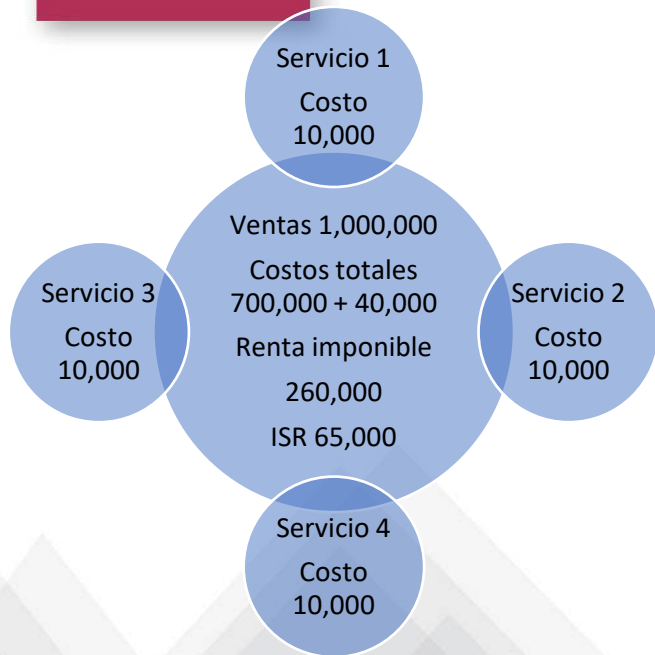 Servicio 1
Costo
10,000
Ventas 1,000,000
Costos totales
700,000 + 40,000
Renta imponible
260,000
ISR 65,000
Servicio 3
Costo
10,000
Servicio 2
Costo
10,000
Servicio 4
Costo
10,000